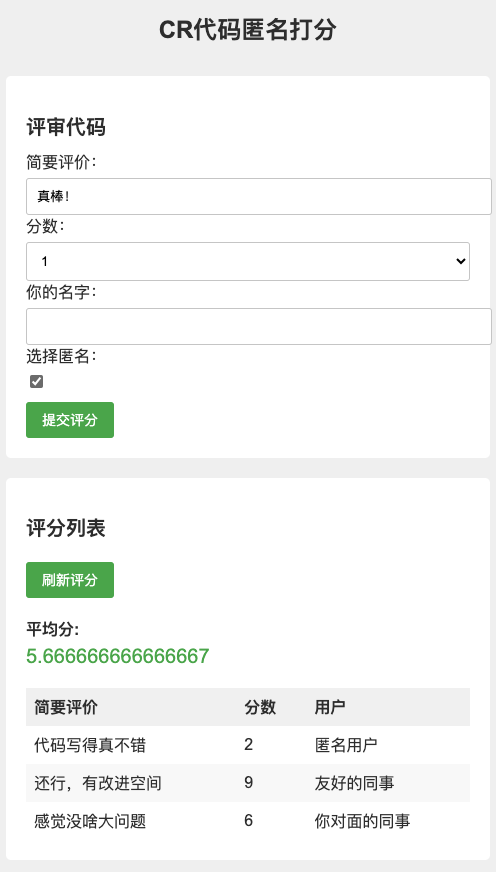 CR代码匿名打分
评审代码
简要评价：
真棒！
分数：
1
你的名字：
选择匿名：
提交评分
评分列表
刷新评分
平均分:
5.666666666666667
简要评价 分数 用户
代码写得真不错 2 匿名用户
还行，有改进空间 9 友好的同事
感觉没啥大问题 6 你对面的同事